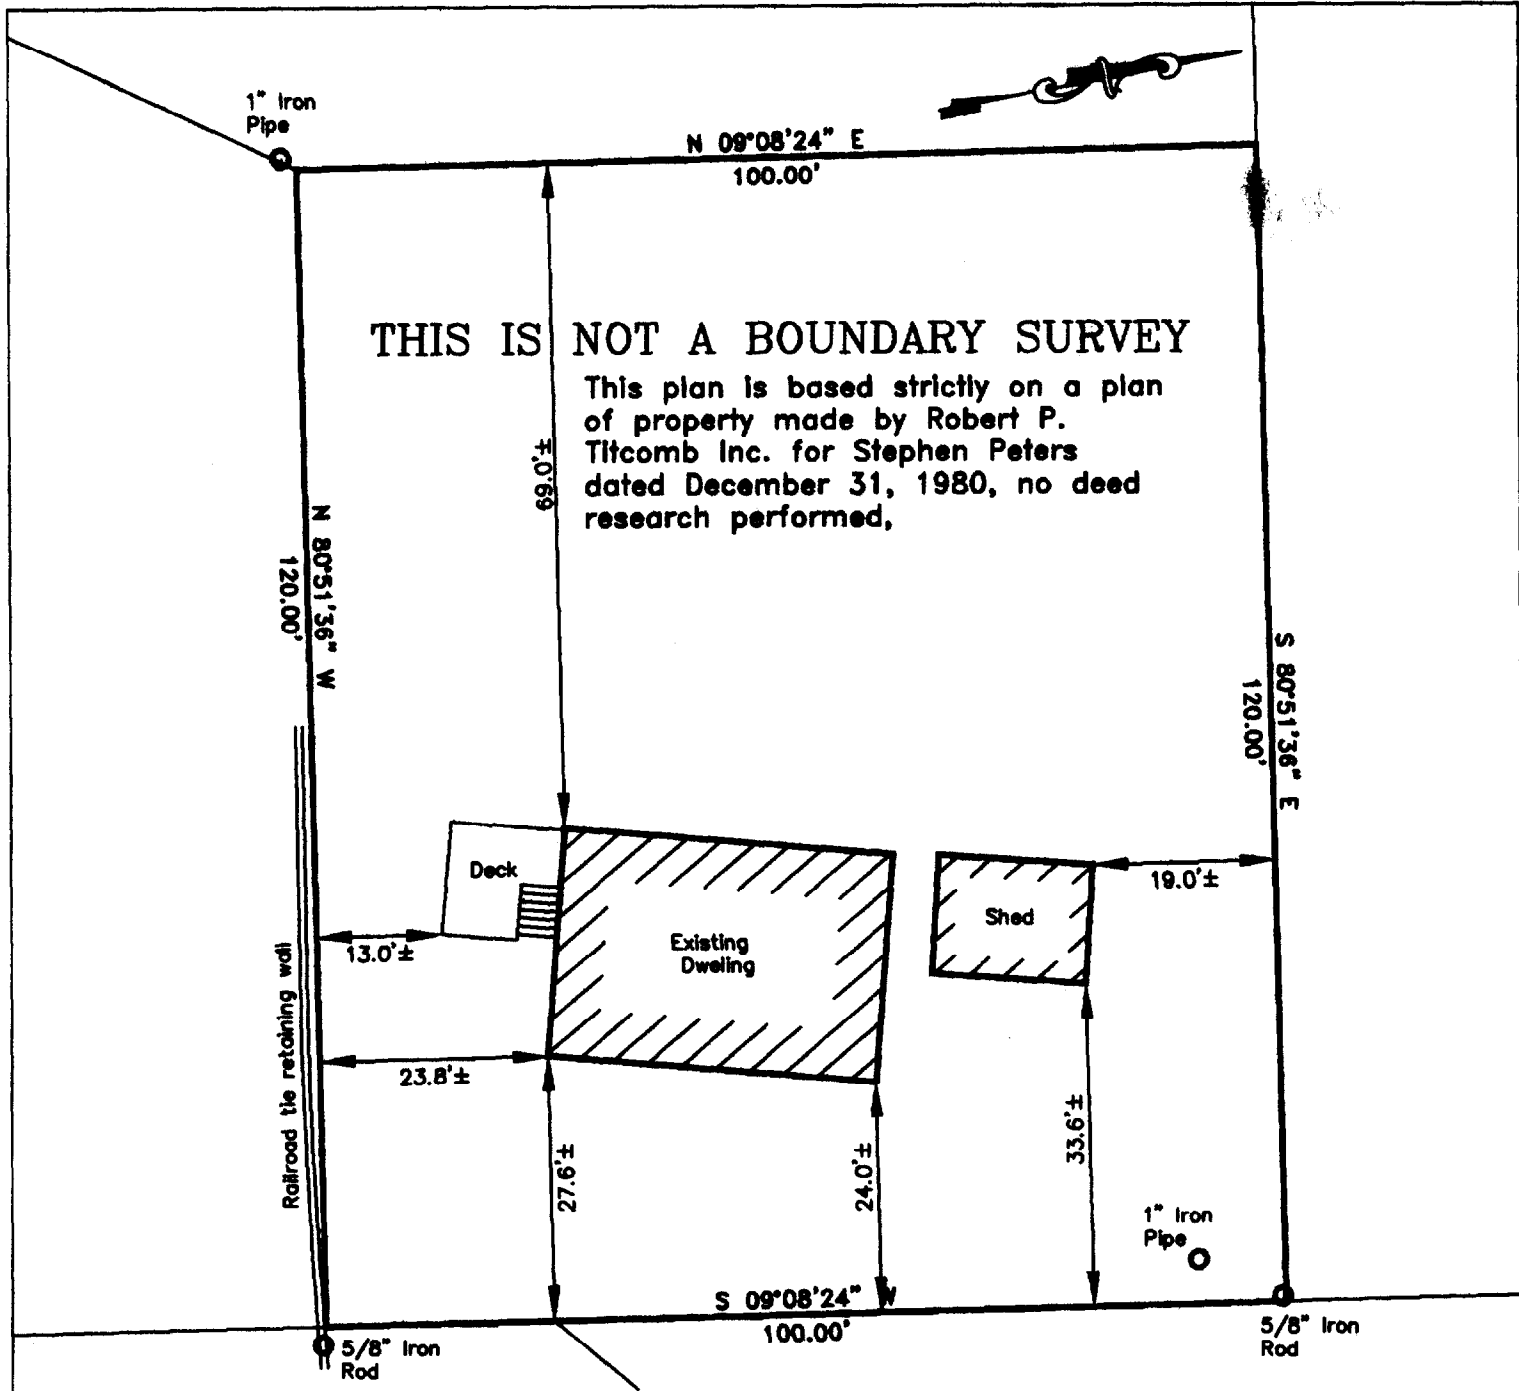 1" Iron
Pipe
N 09°08'24" E
100.00'
THIS IS NOT A BOUNDARY SURVEY
This plan is based strictly on a plan
of property made by Robert P.
Titcomb Inc. for Stephen Peters
dated December 31, 1980, no deed
research performed,
69.0'±
N 80°51'36" W
120.00'
S 80°51'36" E
120.00'
Deck
19.0'±
Shed
Existing
Dwelling
13.0'±
Railroad tie retaining wall
23.8'±
27.6'±
24.0'±
33.6'±
1" Iron
Pipe
S 09°08'24" W
100.00'
5/8" Iron
Rod
5/8" Iron
Rod